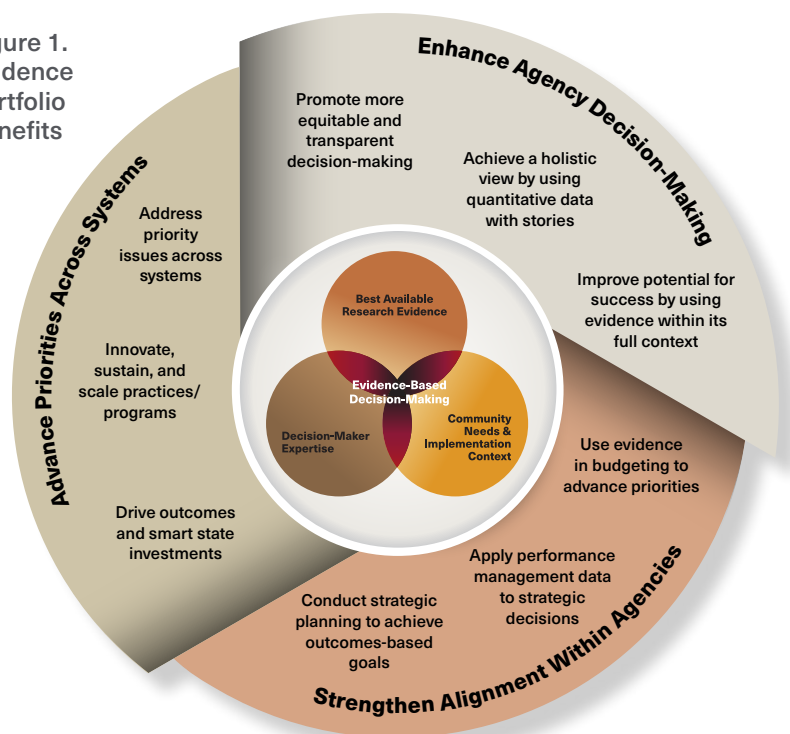 gure 1.
idence
rtfolio
nefits
Enhance Agency Decision-Making
Promote more
equitable and
transparent
decision-making
Achieve a holistic
view by using
quantitative data
with stories
Improve potential for
success by using
evidence within its
full context
Advance Priorities Across Systems
Address
priority
issues across
systems
Innovate,
sustain, and
scale practices/
programs
Drive outcomes
and smart state
investments
Best Available
Research Evidence
Evidence-Based
Decision-Making
Decision-Maker
Expertise
Community
Needs &
Implementation
Context
Use evidence
in budgeting to
advance priorities
Apply performance
management data
to strategic
decisions
Conduct strategic
planning to achieve
outcomes-based
goals
Strengthen Alignment Within Agencies